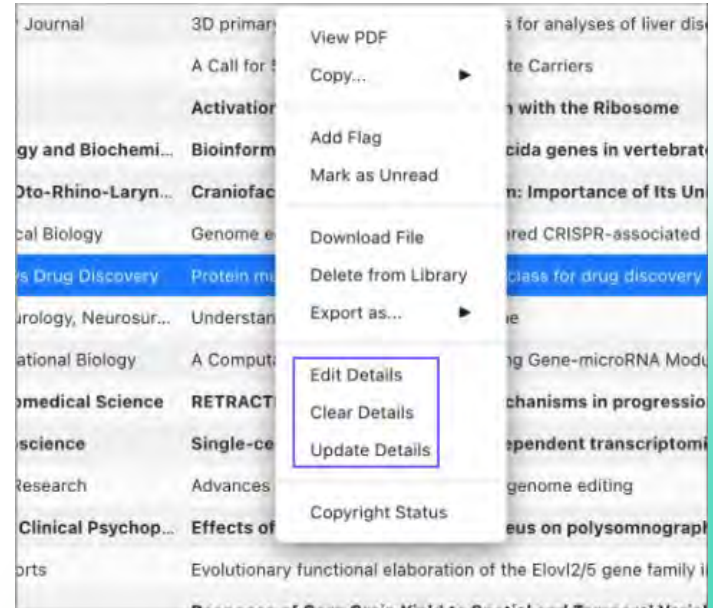 Journal 3D primar View PDF s for analyses of liver dis
A Call for Copy... te Carriers
Activation with the Ribosome
gy and Biochemi... Bioinform Add Flag cida genes in vertebrat
Oto-Rhino-Laryn... Craniofac Mark as Unread m: Importance of Its Un
cal Biology Genome e Download File red CRISPR-associated
s Drug Discovery Protein mu Delete from Library class for drug discovery
urology, Neurosur... Understan Export as... e
ational Biology A Computa Edit Details ng Gene-microRNA Modu
omedical Science RETRACT Clear Details chanisms in progressio
science Single-ce Update Details pendent transcriptomi
Research Advances genome editing
Clinical Psychop... Effects of Copyright Status eus on polysomnograph
orts Evolutionary functional elaboration of the Elovl2/5 gene family i